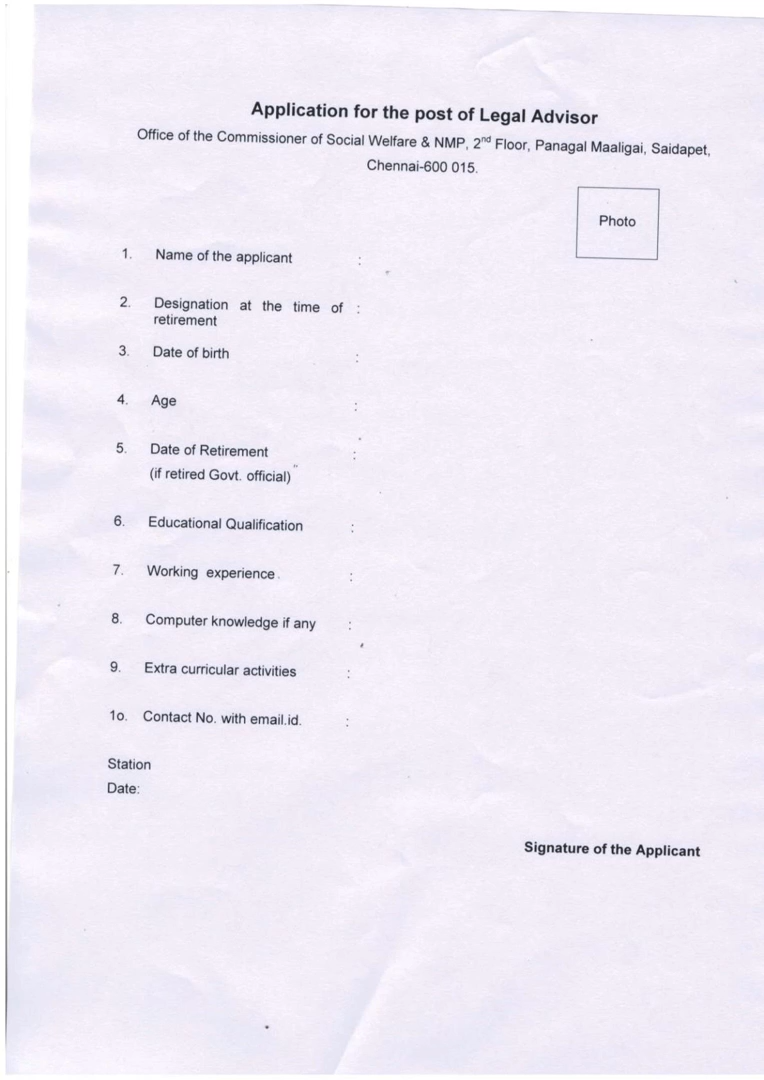 Application for the post of Legal Advisor
Office of the Commissioner of Social Welfare & NMP, 2nd Floor, Panagal Maaligai, Saidapet,
Chennai-600 015.
Photo
1. Name of the applicant :
2. Designation at the time of :
retirement
3. Date of birth :
4. Age :
5. Date of Retirement :
(if retired Govt. official)
6. Educational Qualification :
7. Working experience :
8. Computer knowledge if any :
9. Extra curricular activities :
1o. Contact No. with email.id. :
Station
Date:
Signature of the Applicant